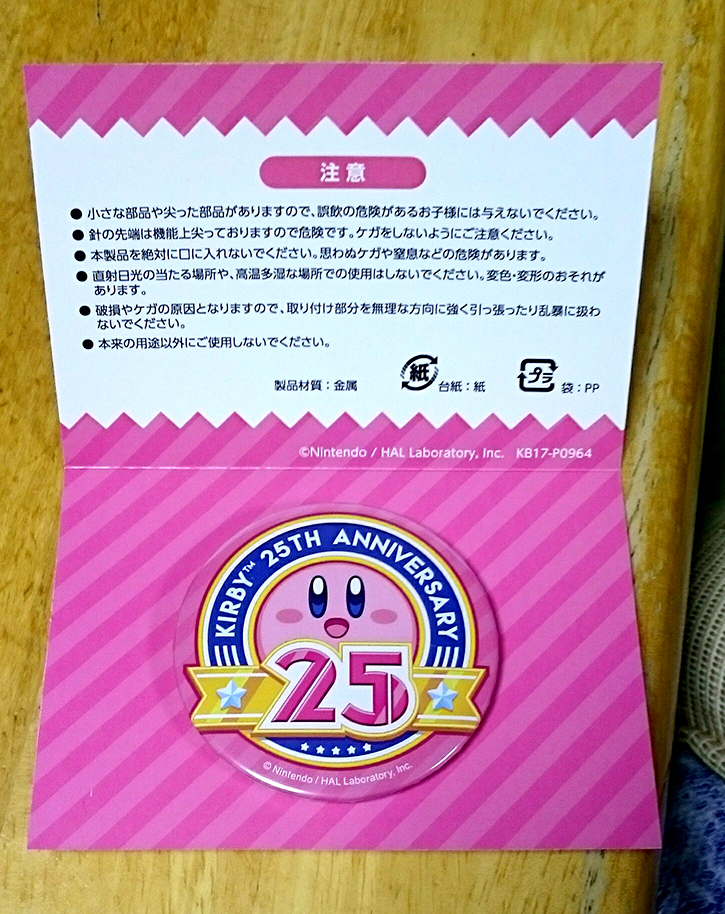 注意
● 小さな部品や尖った部品がありますので、誤飲の危険があるお子様には与えないでください。
● 針の先端は機能上尖っておりますので危険です。ケガをしないようにご注意ください。
● 本製品を絶対に口に入れないでください。思わぬケガや窒息などの危険があります。
● 直射日光の当たる場所や、高温多湿な場所での使用はしないでください。変色・変形のおそれが
あります。
● 破損やケガの原因となりますので、取り付け部分を無理な方向に強く引っ張ったり乱暴に扱わ
ないでください。
● 本来の用途以外にご使用しないでください。
製品材質：金属 紙 台紙：紙 プラ 袋：PP
©Nintendo / HAL Laboratory, Inc. KB17-P0964
KIRBY™ 25TH ANNIVERSARY
25
© Nintendo / HAL Laboratory, Inc.